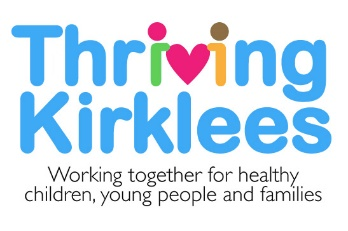 Thriving
Kirklees
Working together for healthy
children, young people and families